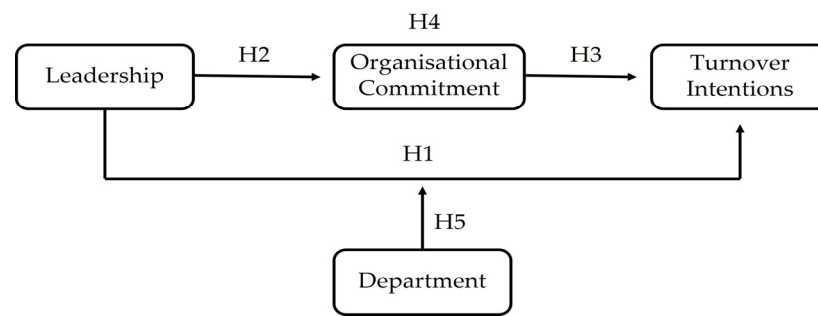 H4
Leadership
H2
Organisational
Commitment
H3
Turnover
Intentions
H1
H5
Department